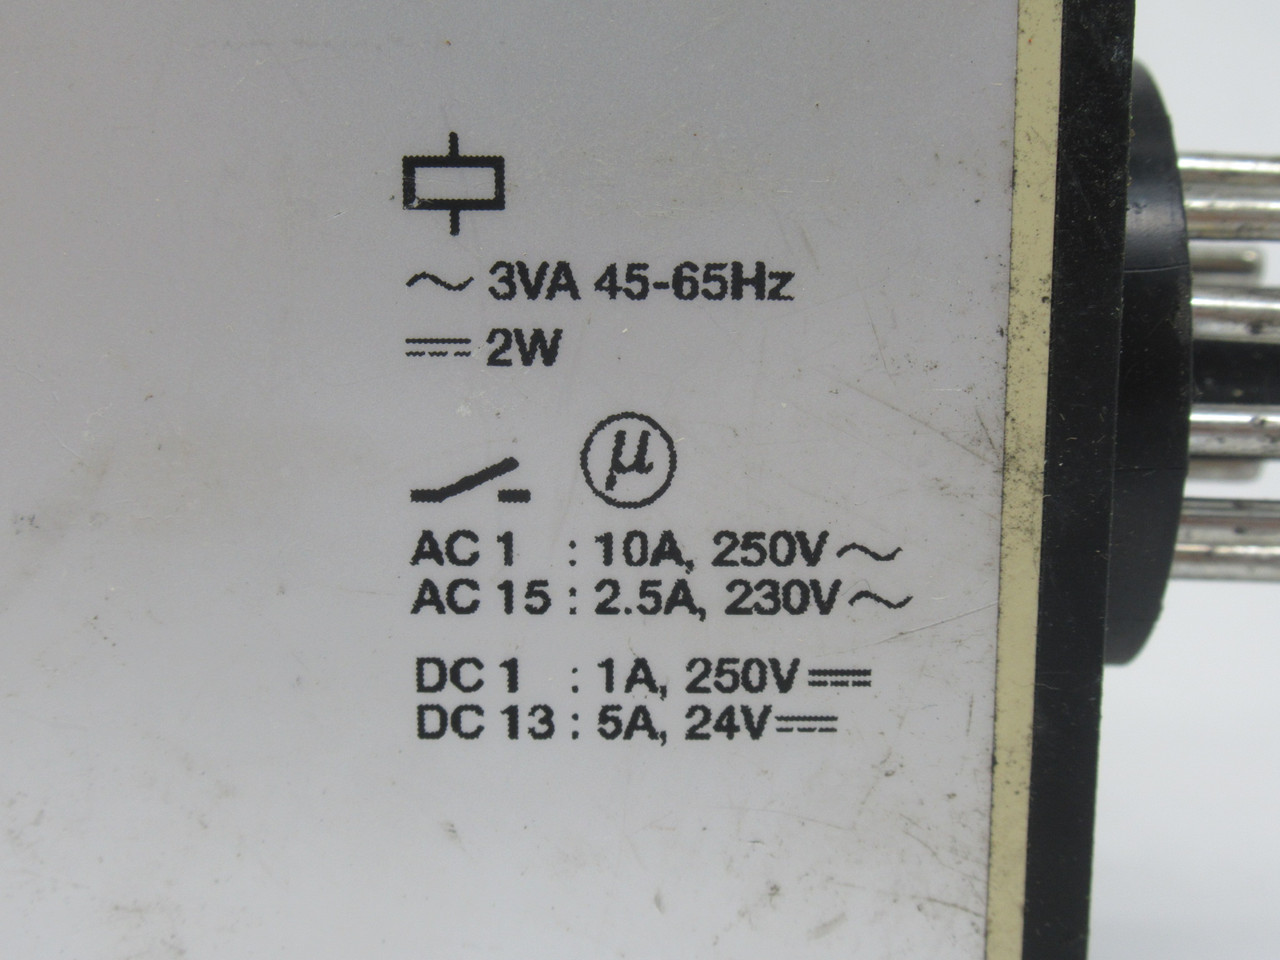 ~ 3VA 45-65Hz
⎓ 2W
µ
AC 1 : 10A, 250V~
AC 15 : 2.5A, 230V~
DC 1 : 1A, 250V⎓
DC 13 : 5A, 24V⎓